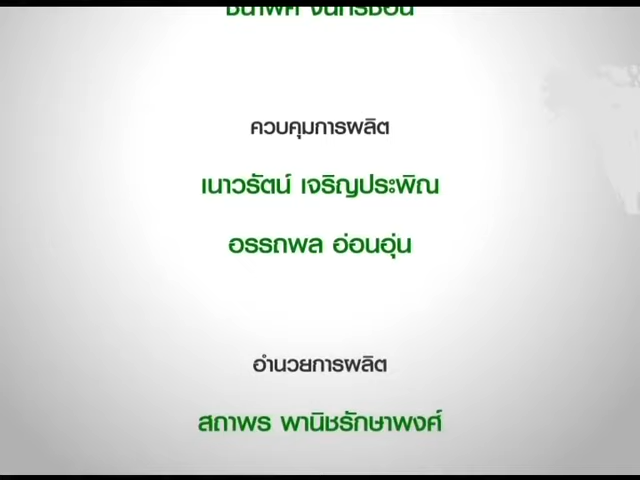 ควบคุมการผลิต
เนาวรัตน์ เจริญประพิณ
อรรถพล อ่อนอุ่น
อำนวยการผลิต
สถาพร พานิชรักษาพงศ์